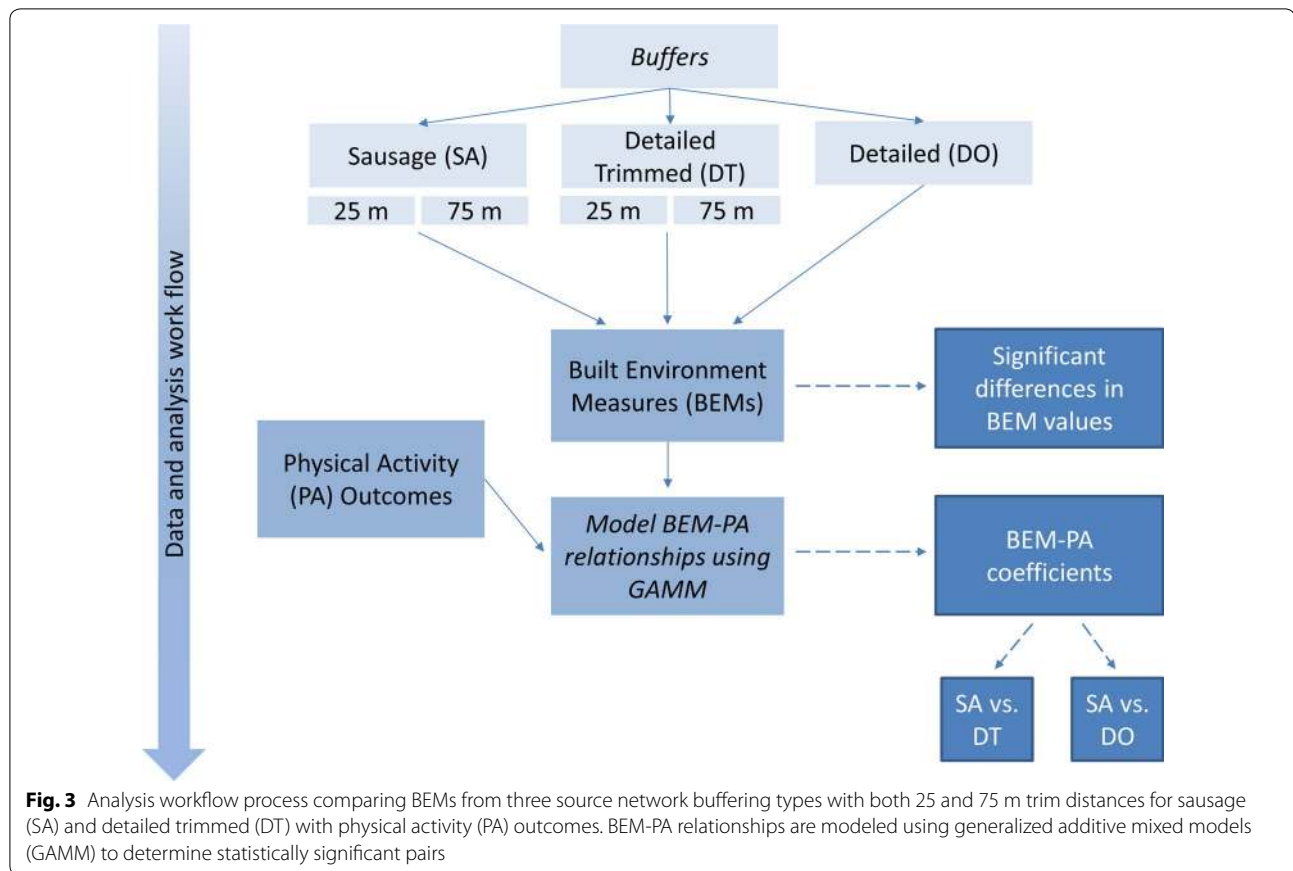 Data and analysis work flow
Buffers
Sausage (SA)
25 m
75 m
Detailed
Trimmed (DT)
25 m
75 m
Detailed (DO)
Built Environment
Measures (BEMs)
Significant
differences in
BEM values
Physical Activity
(PA) Outcomes
Model BEM-PA
relationships using
GAMM
BEM-PA
coefficients
SA vs.
DT
SA vs.
DO
Fig. 3 Analysis workflow process comparing BEMs from three source network buffering types with both 25 and 75 m trim distances for sausage
(SA) and detailed trimmed (DT) with physical activity (PA) outcomes. BEM-PA relationships are modeled using generalized additive mixed models
(GAMM) to determine statistically significant pairs